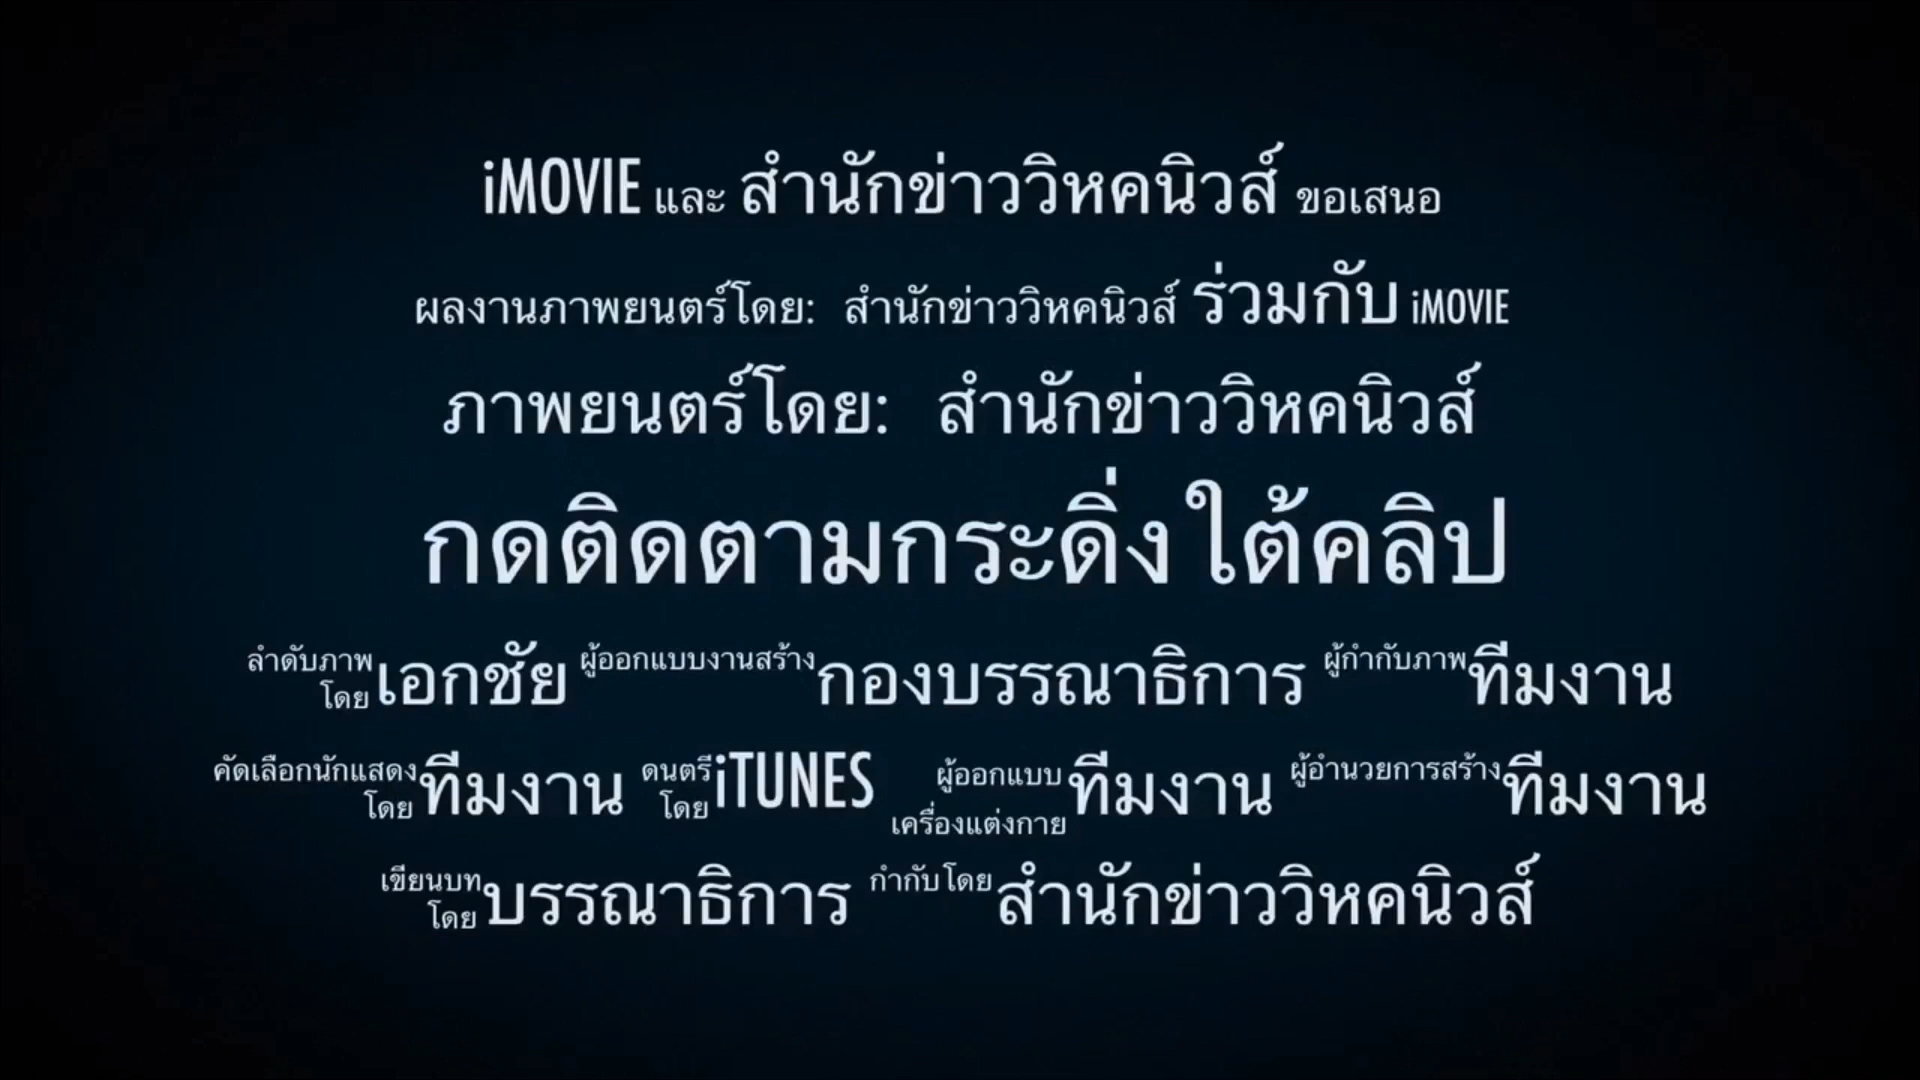 iMOVIE และ สำนักข่าววิหคนิวส์ ขอเสนอ
ผลงานภาพยนตร์โดย: สำนักข่าววิหคนิวส์ ร่วมกับ iMOVIE
ภาพยนตร์โดย: สำนักข่าววิหคนิวส์
กดติดตามกระดิ่งใต้คลิป
ลำดับภาพโดย เอกชัย ผู้ออกแบบงานสร้าง กองบรรณาธิการ ผู้กำกับภาพ ทีมงาน
คัดเลือกนักแสดงโดย ทีมงาน ดนตรีโดย iTUNES ผู้ออกแบบเครื่องแต่งกาย ทีมงาน ผู้อำนวยการสร้าง ทีมงาน
เขียนบทโดย บรรณาธิการ กำกับโดย สำนักข่าววิหคนิวส์